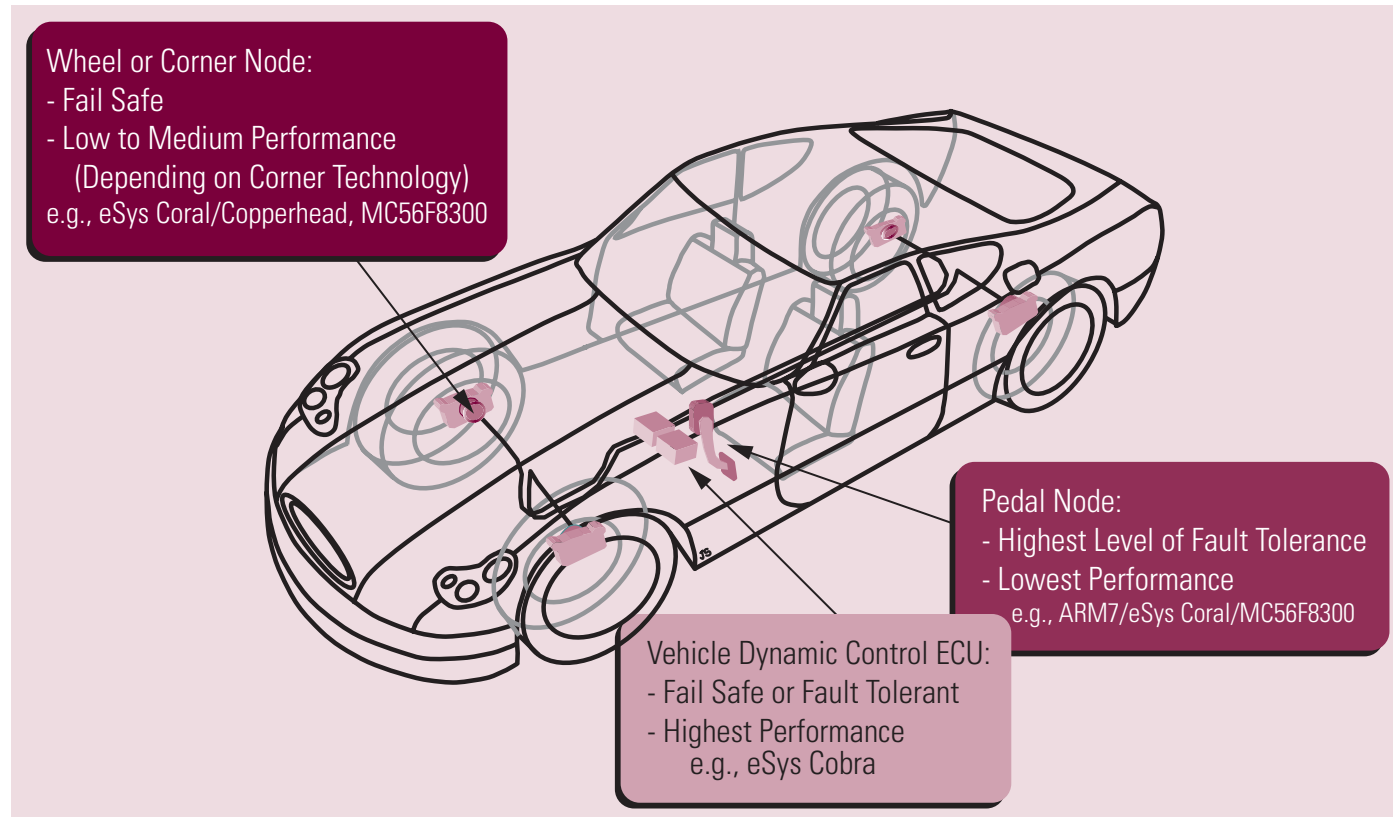 Wheel or Corner Node:
- Fail Safe
- Low to Medium Performance
(Depending on Corner Technology)
e.g., eSys Coral/Copperhead, MC56F8300
Pedal Node:
- Highest Level of Fault Tolerance
- Lowest Performance
e.g., ARM7/eSys Coral/MC56F8300
Vehicle Dynamic Control ECU:
- Fail Safe or Fault Tolerant
- Highest Performance
e.g., eSys Cobra
JS